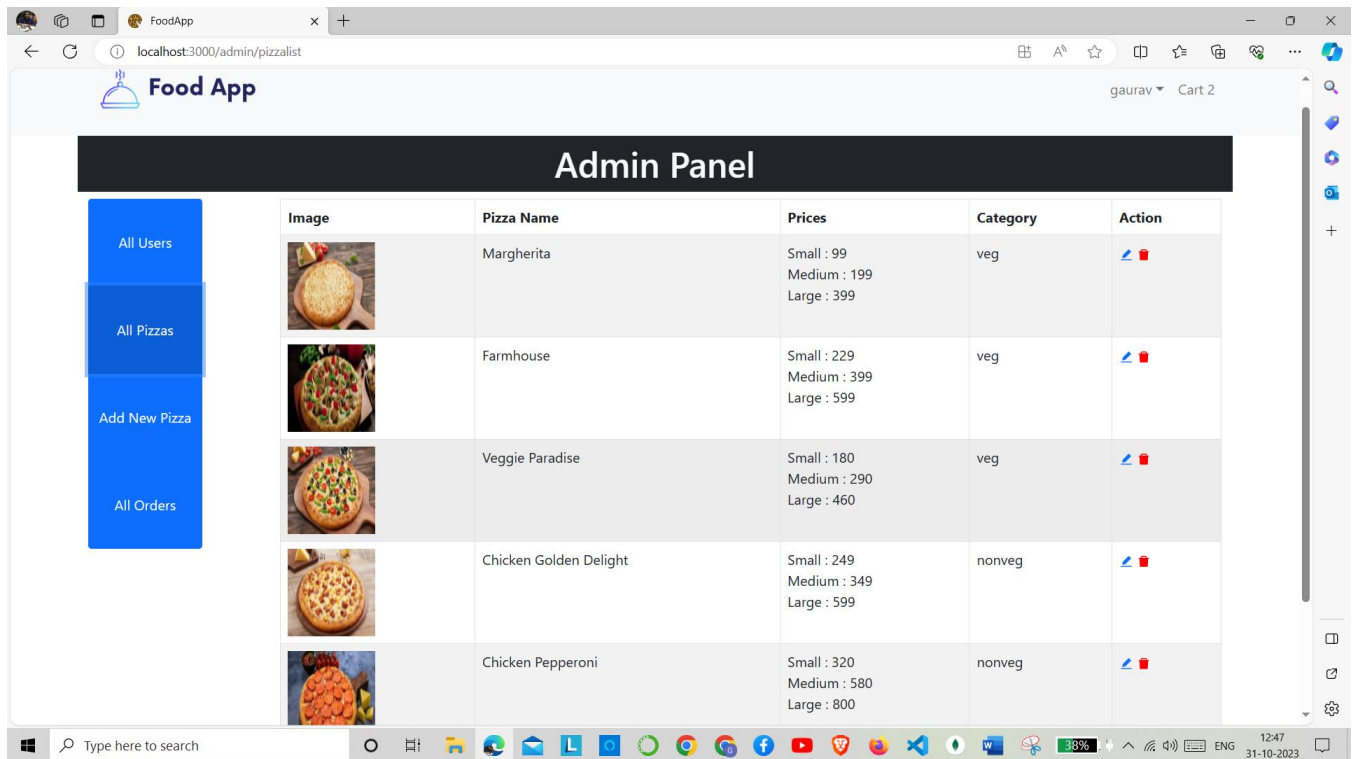 FoodApp
localhost:3000/admin/pizzalist
Food App
gaurav Cart 2
Admin Panel
All Users
All Pizzas
Add New Pizza
All Orders
Image Pizza Name Prices Category Action
Margherita Small : 99 veg
Medium : 199
Large : 399
Farmhouse Small : 229 veg
Medium : 399
Large : 599
Veggie Paradise Small : 180 veg
Medium : 290
Large : 460
Chicken Golden Delight Small : 249 nonveg
Medium : 349
Large : 599
Chicken Pepperoni Small : 320 nonveg
Medium : 580
Large : 800
Type here to search
38%
ENG
12:47
31-10-2023